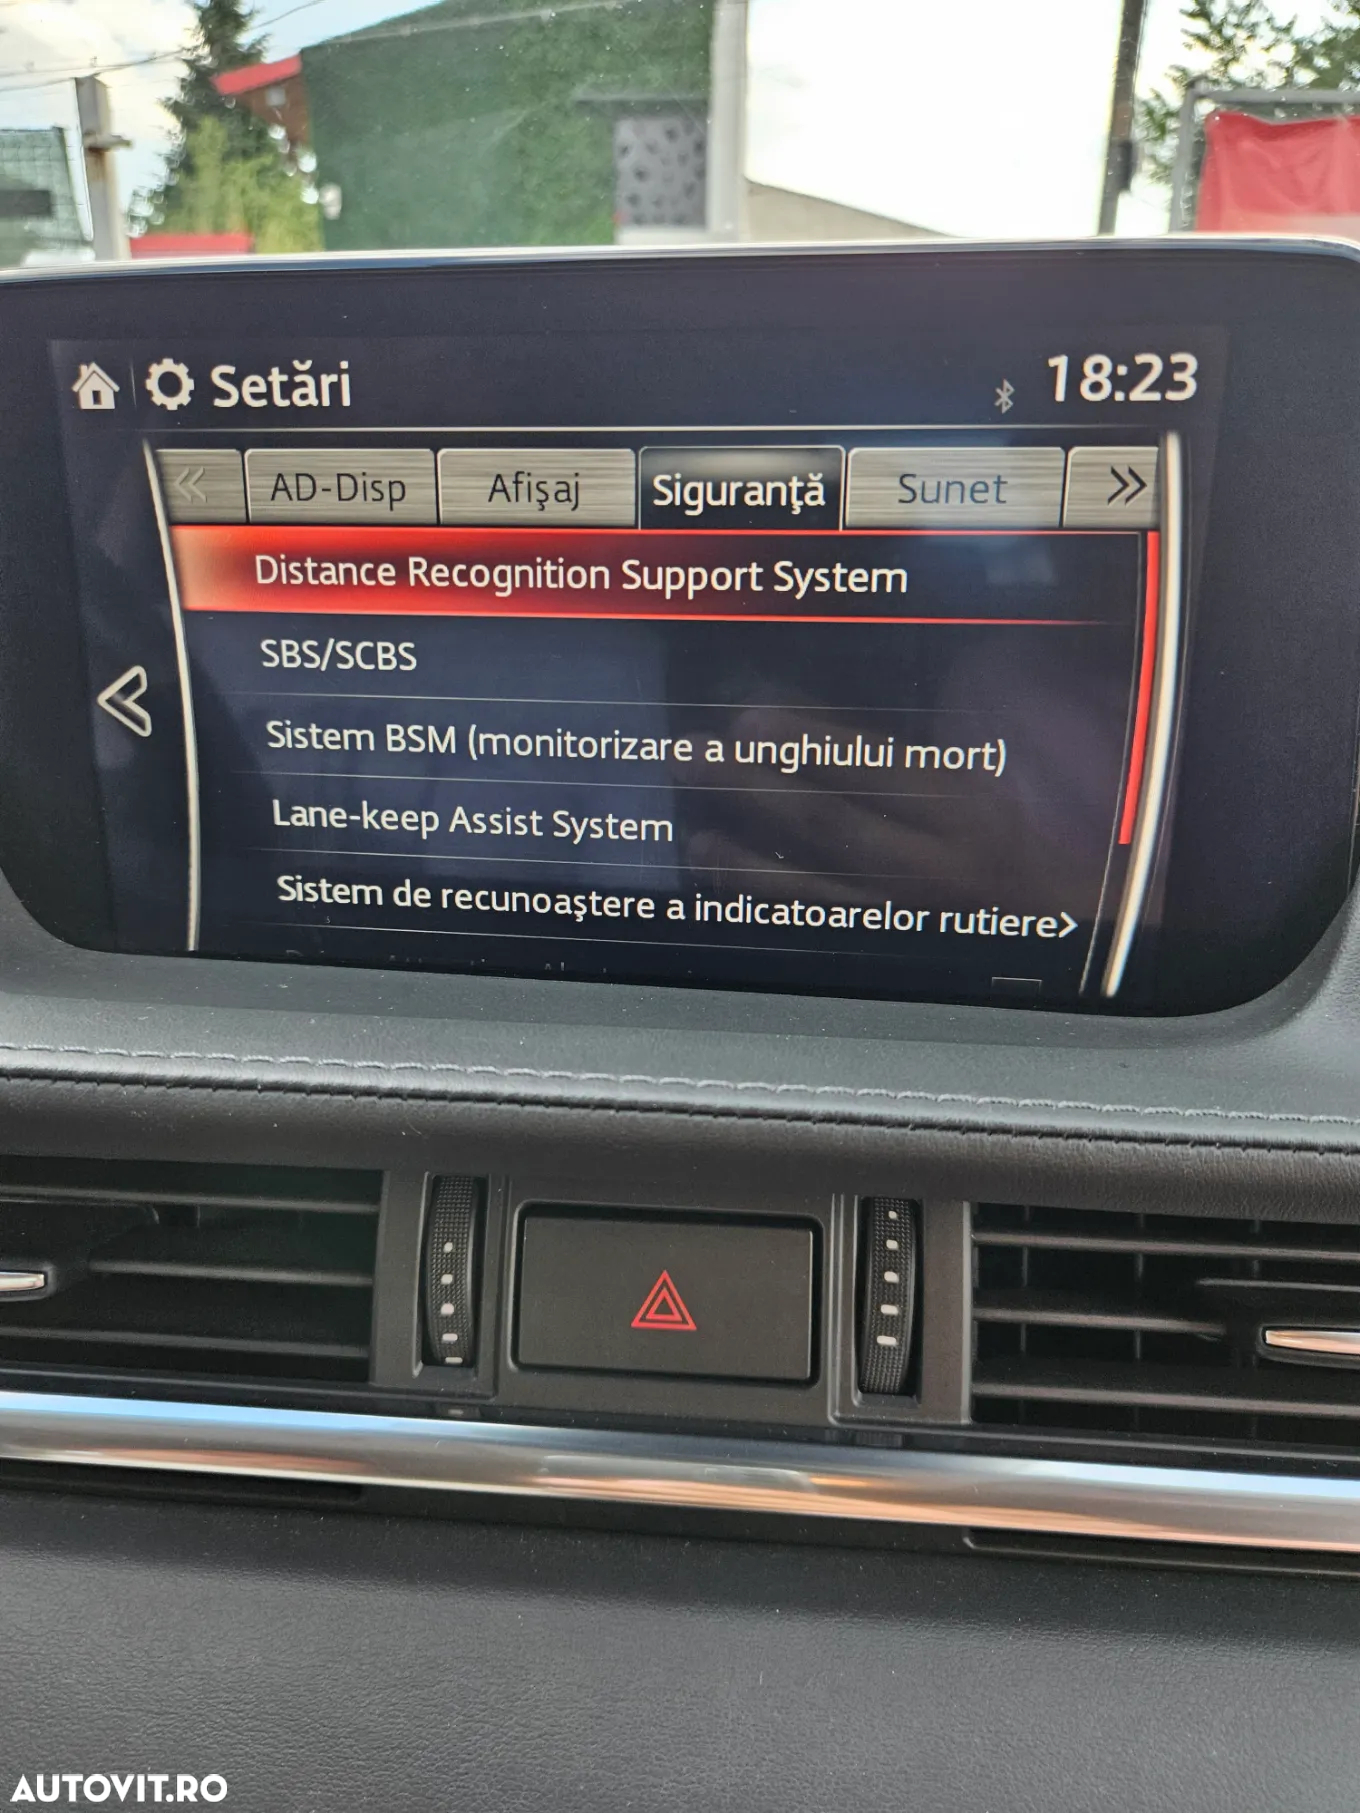 Setări
18:23
AD-Disp Afişaj Siguranţă Sunet
Distance Recognition Support System
SBS/SCBS
Sistem BSM (monitorizare a unghiului mort)
Lane-keep Assist System
Sistem de recunoaştere a indicatoarelor rutiere>
AUTOVIT.RO